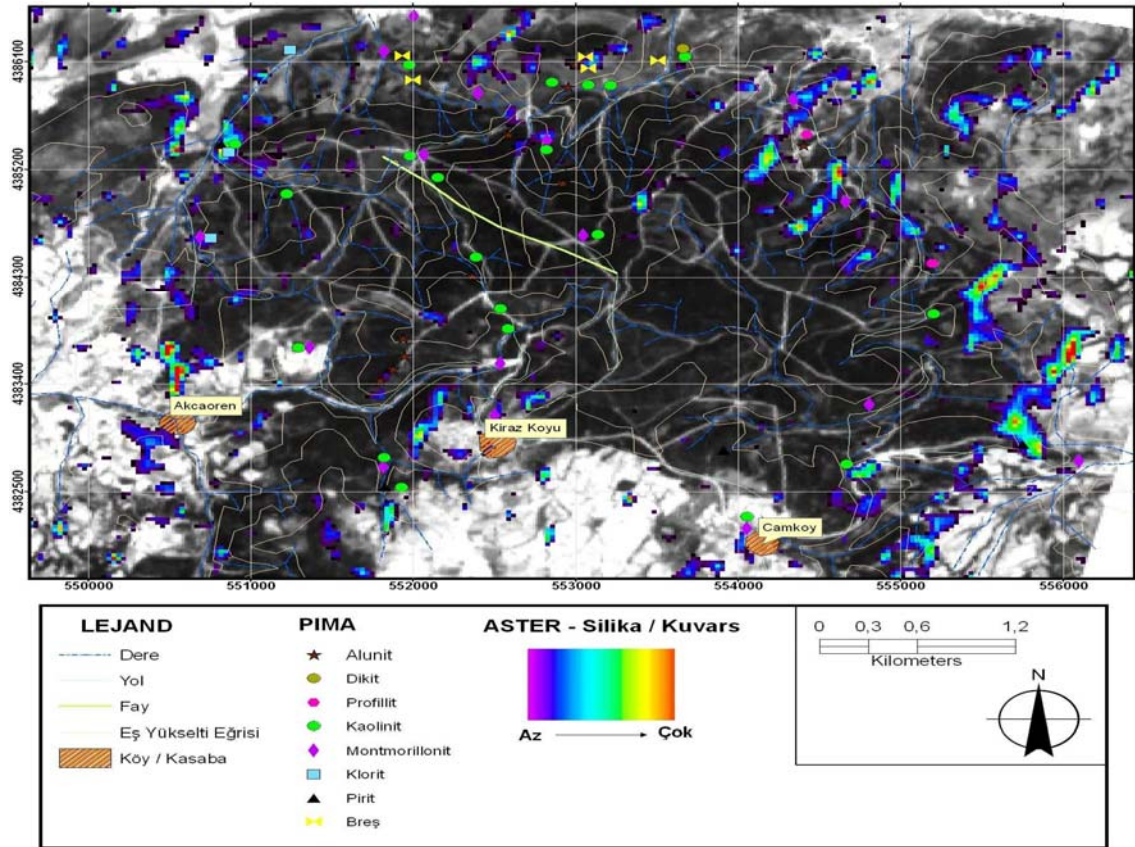 4386100
4385200
4384300
4383400
4382500
Akcaoren
Kiraz Koyu
Camkoy
550000 551000 552000 553000 554000 555000 556000
LEJAND
Dere
Yol
Fay
Eş Yükselti Eğrisi
Köy / Kasaba
PIMA
Alunit
Dikit
Profillit
Kaolinit
Montmorillonit
Klorit
Pirit
Breş
ASTER - Silika / Kuvars
Az Çok
0 0,3 0,6 1,2
Kilometers
N